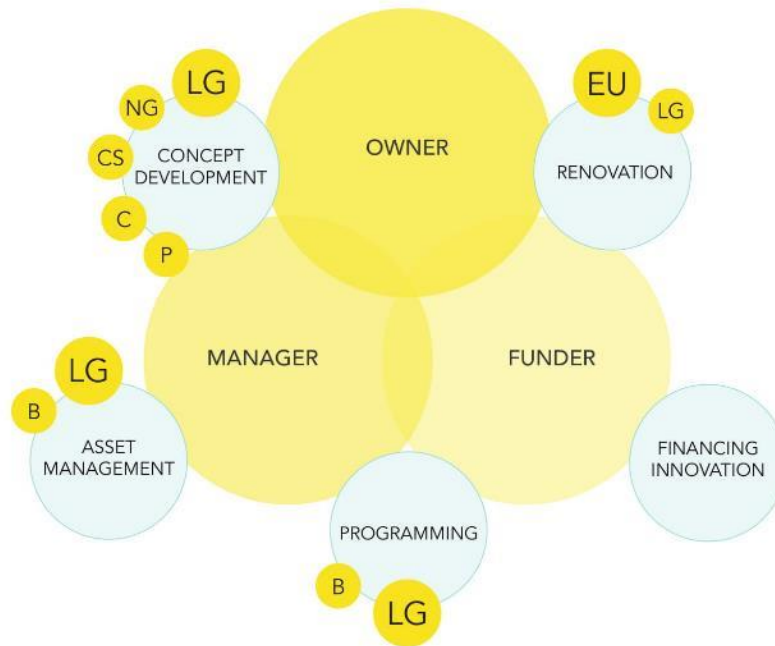 LG
NG
CS
C
P
CONCEPT
DEVELOPMENT
OWNER
EU
LG
RENOVATION
MANAGER
FUNDER
LG
B
ASSET
MANAGEMENT
PROGRAMMING
B
LG
FINANCING
INNOVATION